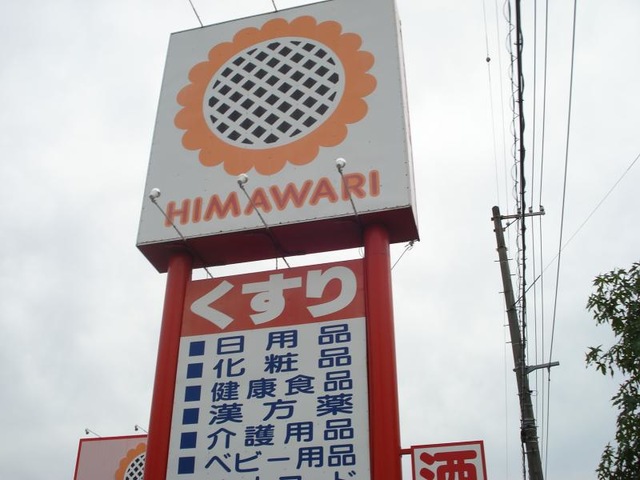 HIMAWARI
くすり
■日用品
■化粧品
■健康食品
■漢方薬
■介護用品
■ベビー用品
酒